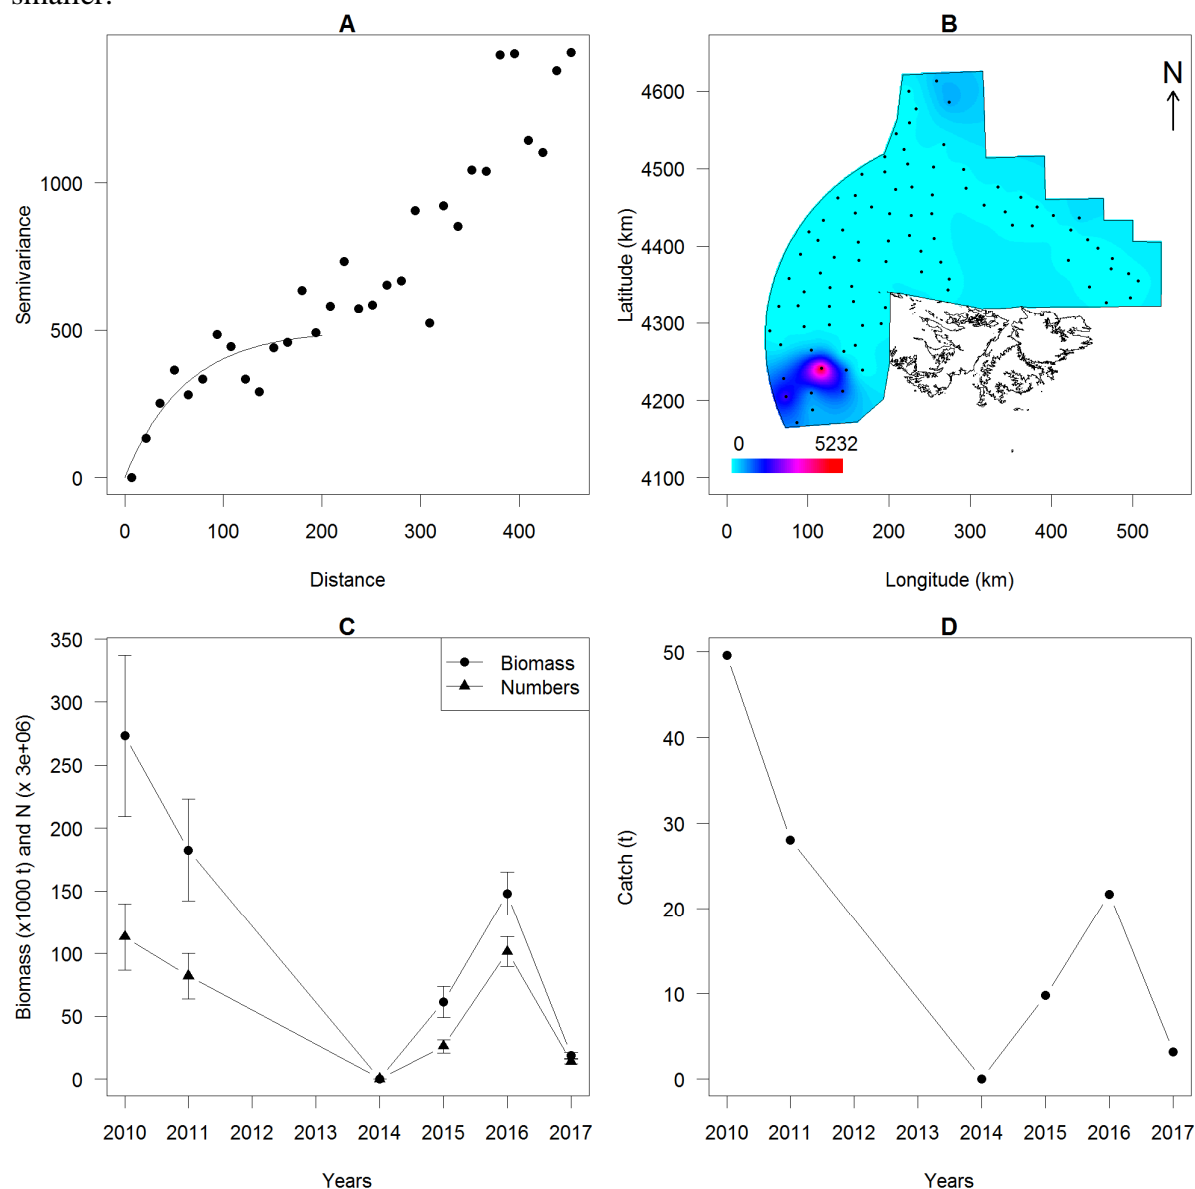 smaller.
A
Semivariance
1000
500
0
0 100 200 300 400
Distance
B
N
Latitude (km)
4600
4500
4400
4300
4200
4100
0 5232
0 100 200 300 400 500
Longitude (km)
C
Biomass (x1000 t) and N (x 3e+06)
350
300
250
200
150
100
50
0
Biomass
Numbers
2010 2011 2012 2013 2014 2015 2016 2017
Years
D
Catch (t)
50
40
30
20
10
0
2010 2011 2012 2013 2014 2015 2016 2017
Years